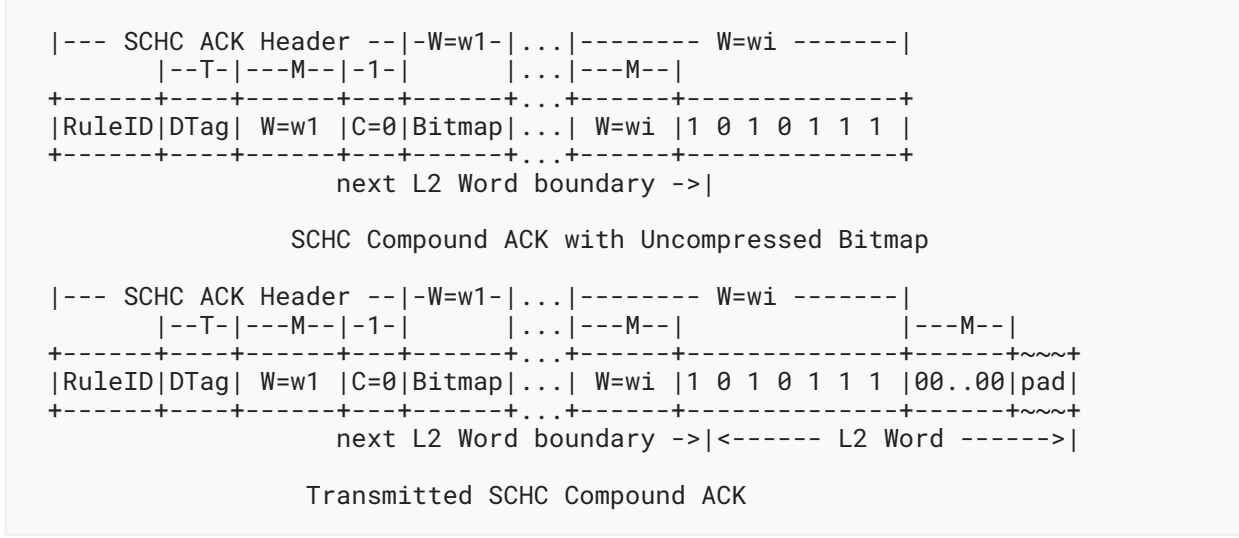 |--- SCHC ACK Header --|-W=w1-|...|-------- W=wi -------|
       |--T-|---M--|-1-|      |...|---M--|
+------+----+------+---+------+...+------+--------------+
|RuleID|DTag| W=w1 |C=0|Bitmap|...| W=wi |1 0 1 0 1 1 1 |
+------+----+------+---+------+...+------+--------------+
                   next L2 Word boundary ->|
                SCHC Compound ACK with Uncompressed Bitmap
|--- SCHC ACK Header --|-W=w1-|...|-------- W=wi -------|
       |--T-|---M--|-1-|      |...|---M--|              |---M--|
+------+----+------+---+------+...+------+--------------+------+~~~+
|RuleID|DTag| W=w1 |C=0|Bitmap|...| W=wi |1 0 1 0 1 1 1 |00..00|pad|
+------+----+------+---+------+...+------+--------------+------+~~~+
                   next L2 Word boundary ->|<------ L2 Word ------>|
                 Transmitted SCHC Compound ACK